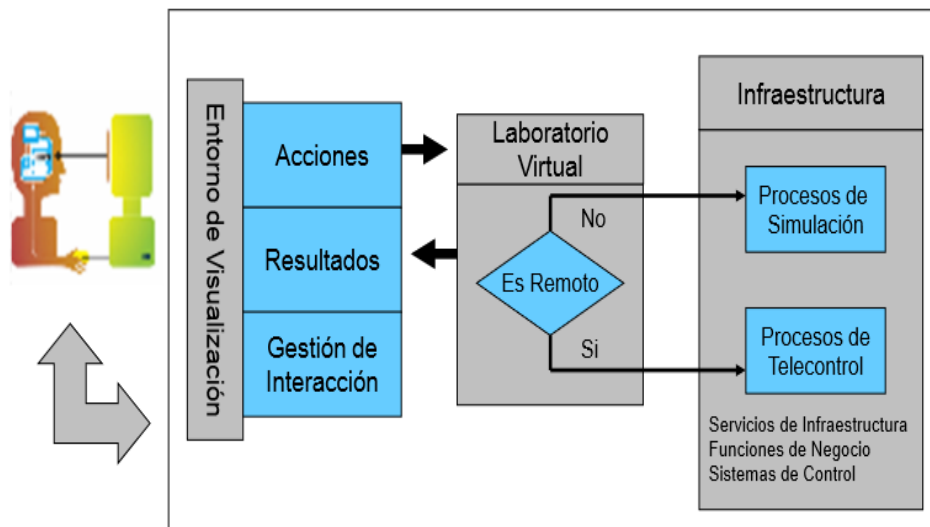 Entorno de Visualización
Acciones
Resultados
Gestión de
Interacción
Laboratorio
Virtual
No
Es Remoto
Si
Infraestructura
Procesos de
Simulación
Procesos de
Telecontrol
Servicios de Infraestructura
Funciones de Negocio
Sistemas de Control